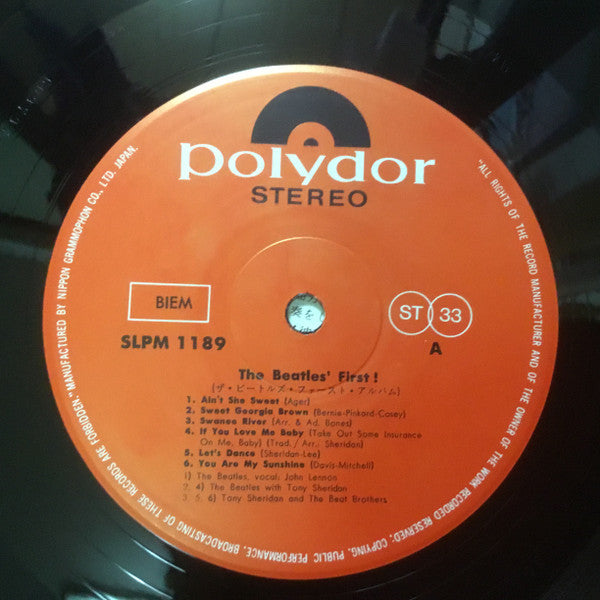 polydor
STEREO
BIEM
ST 33
SLPM 1189
A
The Beatles' First!
(ザ・ビートルズ・ファースト・アルバム)
1. Ain't She Sweet (Ager)
2. Sweet Georgia Brown (Bernie-Pinkard-Casey)
3. Swanee River (Arr. & Ad. Bones)
4. If You Love Me Baby (Take Out Some Insurance
On Me, Baby) (Trad. / Arr.: Sheridan)
5. Let's Dance (Sheridan-Lee)
6. You Are My Sunshine (Davis-Mitchell)
1) The Beatles, vocal: John Lennon
2. 4) The Beatles with Tony Sheridan
3. 5. 6) Tony Sheridan and The Beat Brothers
"ALL RIGHTS OF THE RECORD MANUFACTURER AND OF THE OWNER OF THE WORK RECORDED RESERVED; COPYING, PUBLIC PERFORMANCE, BROADCASTING OF THESE RECORDS ARE FORBIDDEN." MANUFACTURED BY NIPPON GRAMMOPHON CO., LTD. JAPAN.